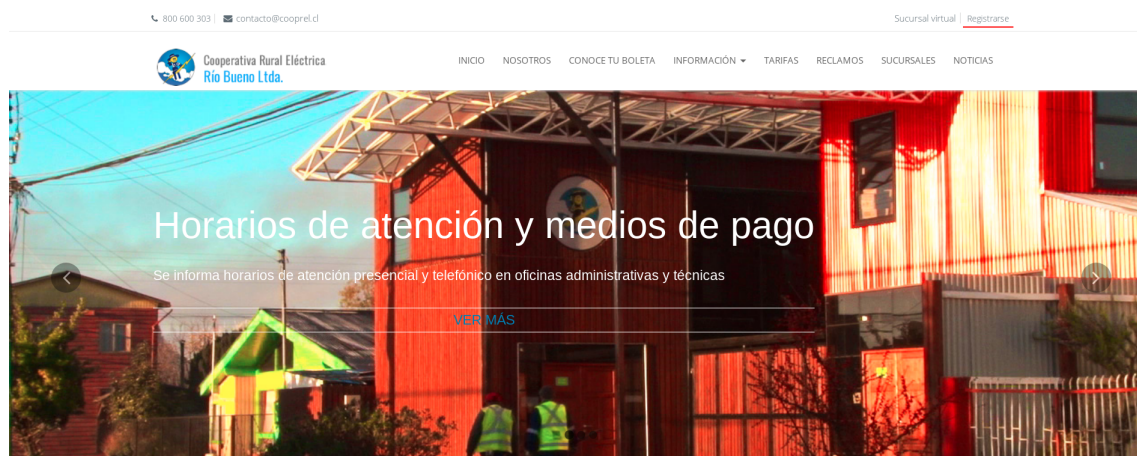 800 600 303
contacto@cooprel.cl
Sucursal virtual
Registrarse
Cooperativa Rural Eléctrica
Río Bueno Ltda.
INICIO NOSOTROS CONOCE TU BOLETA INFORMACIÓN TARIFAS RECLAMOS SUCURSALES NOTICIAS
Horarios de atención y medios de pago
Se informa horarios de atención presencial y telefónico en oficinas administrativas y técnicas
VER MÁS